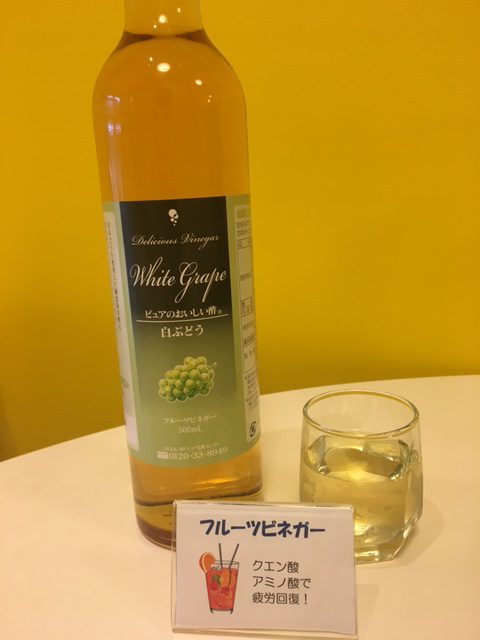 Delicious Vinegar
White Grape
ピュアのおいしい酢®
白ぶどう
フルーツビネガー
500mL
0120-33-8949
フルーツビネガー
クエン酸
アミノ酸で
疲労回復！